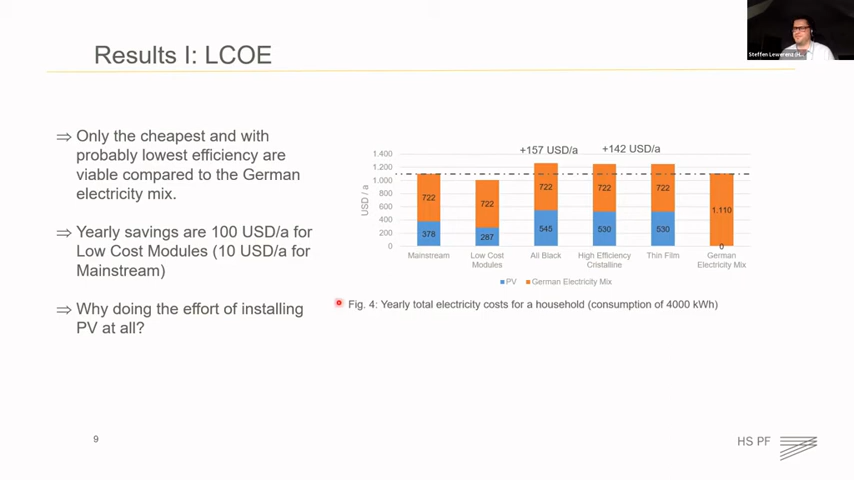 Steffen Lewerenz (H...
Results I: LCOE
⇒ Only the cheapest and with
probably lowest efficiency are
viable compared to the German
electricity mix.
⇒ Yearly savings are 100 USD/a for
Low Cost Modules (10 USD/a for
Mainstream)
⇒ Why doing the effort of installing
PV at all?
+157 USD/a
+142 USD/a
USD / a
1.400
1.200
1.000
800
600
400
200
0
722
378
722
287
722
545
722
530
722
530
1.110
0
Mainstream
Low Cost
Modules
All Black
High Efficiency
Cristalline
Thin Film
German
Electricity Mix
PV
German Electricity Mix
Fig. 4: Yearly total electricity costs for a household (consumption of 4000 kWh)
9
HS PF